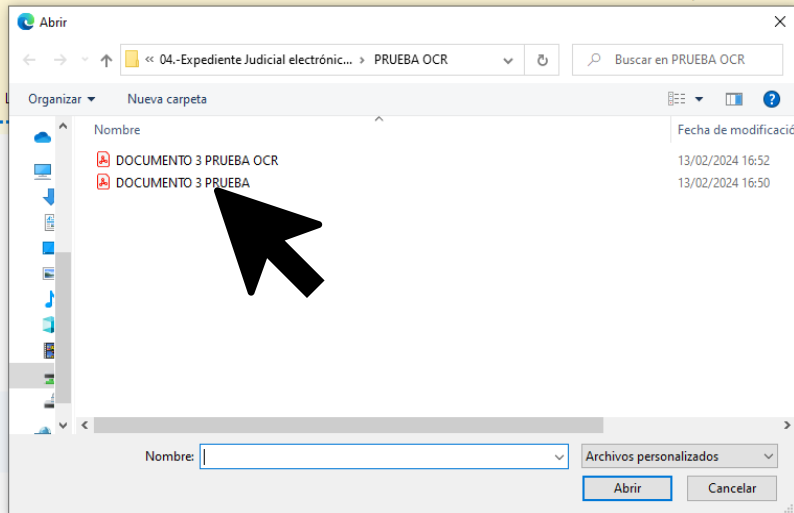 Abrir
« 04.-Expediente Judicial electrónic... › PRUEBA OCR
Buscar en PRUEBA OCR
Organizar
Nueva carpeta
Nombre
Fecha de modificació
DOCUMENTO 3 PRUEBA OCR
13/02/2024 16:52
DOCUMENTO 3 PRUEBA
13/02/2024 16:50
Nombre:
Archivos personalizados
Abrir
Cancelar